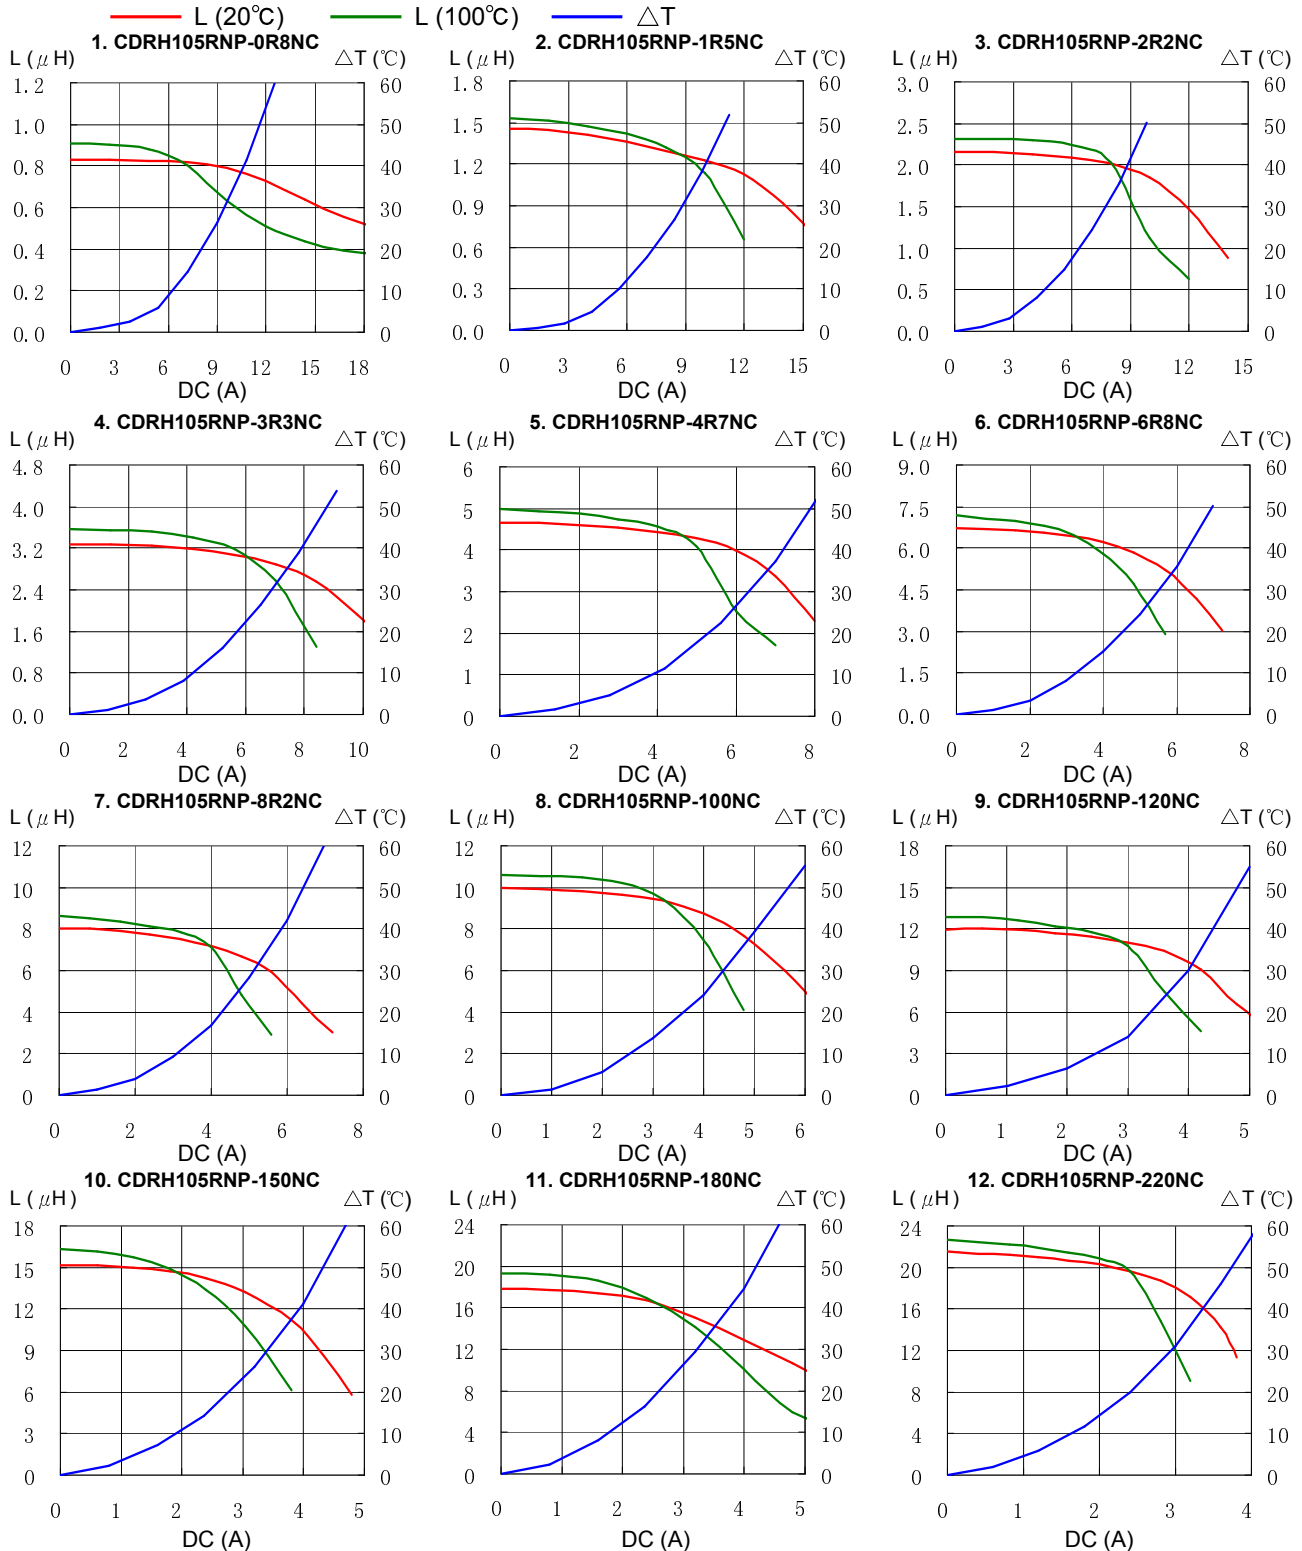 L (20℃) L (100℃) △T
1. CDRH105RNP-0R8NC
L (μH) △T (℃)
1.2 60
1.0 50
0.8 40
0.6 30
0.4 20
0.2 10
0.0 0
0 3 6 9 12 15 18
DC (A)
2. CDRH105RNP-1R5NC
L (μH) △T (℃)
1.8 60
1.5 50
1.2 40
0.9 30
0.6 20
0.3 10
0.0 0
0 3 6 9 12 15
DC (A)
3. CDRH105RNP-2R2NC
L (μH) △T (℃)
3.0 60
2.5 50
2.0 40
1.5 30
1.0 20
0.5 10
0.0 0
0 3 6 9 12 15
DC (A)
4. CDRH105RNP-3R3NC
L (μH) △T (℃)
4.8 60
4.0 50
3.2 40
2.4 30
1.6 20
0.8 10
0.0 0
0 2 4 6 8 10
DC (A)
5. CDRH105RNP-4R7NC
L (μH) △T (℃)
6 60
5 50
4 40
3 30
2 20
1 10
0 0
0 2 4 6 8
DC (A)
6. CDRH105RNP-6R8NC
L (μH) △T (℃)
9.0 60
7.5 50
6.0 40
4.5 30
3.0 20
1.5 10
0.0 0
0 2 4 6 8
DC (A)
7. CDRH105RNP-8R2NC
L (μH) △T (℃)
12 60
10 50
8 40
6 30
4 20
2 10
0 0
0 2 4 6 8
DC (A)
8. CDRH105RNP-100NC
L (μH) △T (℃)
12 60
10 50
8 40
6 30
4 20
2 10
0 0
0 1 2 3 4 5 6
DC (A)
9. CDRH105RNP-120NC
L (μH) △T (℃)
18 60
15 50
12 40
9 30
6 20
3 10
0 0
0 1 2 3 4 5
DC (A)
10. CDRH105RNP-150NC
L (μH) △T (℃)
18 60
15 50
12 40
9 30
6 20
3 10
0 0
0 1 2 3 4 5
DC (A)
11. CDRH105RNP-180NC
L (μH) △T (℃)
24 60
20 50
16 40
12 30
8 20
4 10
0 0
0 1 2 3 4 5
DC (A)
12. CDRH105RNP-220NC
L (μH) △T (℃)
24 60
20 50
16 40
12 30
8 20
4 10
0 0
0 1 2 3 4
DC (A)